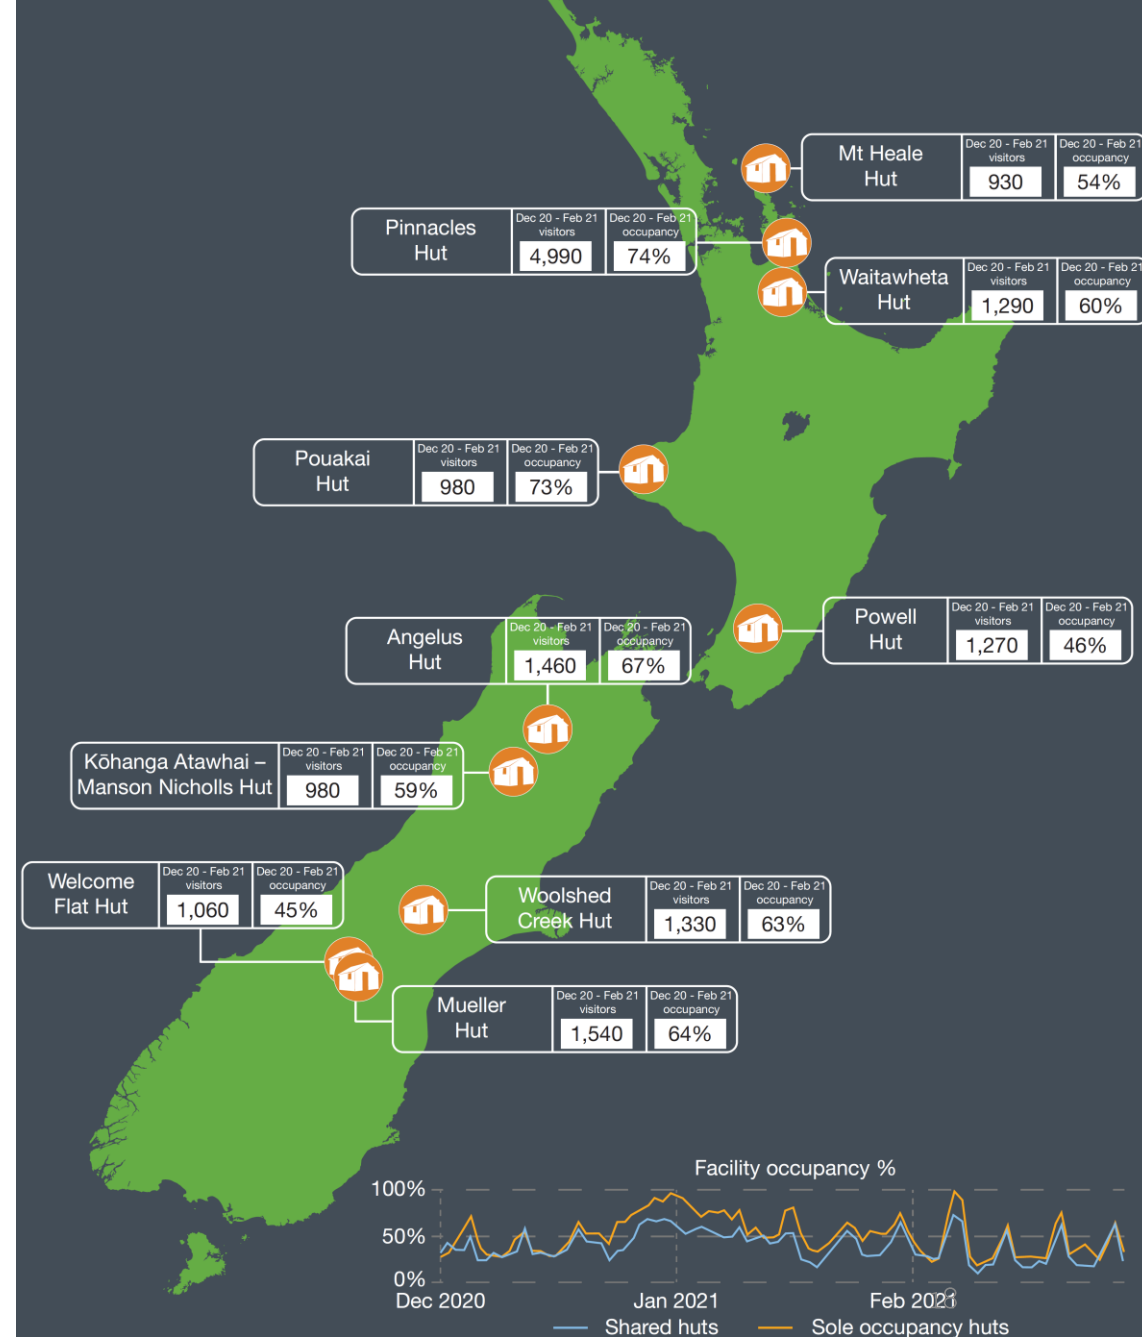 Mt Heale
Hut
Dec 20 - Feb 21
visitors
930
Dec 20 - Feb 21
occupancy
54%
Pinnacles
Hut
Dec 20 - Feb 21
visitors
4,990
Dec 20 - Feb 21
occupancy
74%
Waitawheta
Hut
Dec 20 - Feb 21
visitors
1,290
Dec 20 - Feb 21
occupancy
60%
Pouakai
Hut
Dec 20 - Feb 21
visitors
980
Dec 20 - Feb 21
occupancy
73%
Powell
Hut
Dec 20 - Feb 21
visitors
1,270
Dec 20 - Feb 21
occupancy
46%
Angelus
Hut
Dec 20 - Feb 21
visitors
1,460
Dec 20 - Feb 21
occupancy
67%
Kōhanga Atawhai –
Manson Nicholls Hut
Dec 20 - Feb 21
visitors
980
Dec 20 - Feb 21
occupancy
59%
Welcome
Flat Hut
Dec 20 - Feb 21
visitors
1,060
Dec 20 - Feb 21
occupancy
45%
Woolshed
Creek Hut
Dec 20 - Feb 21
visitors
1,330
Dec 20 - Feb 21
occupancy
63%
Mueller
Hut
Dec 20 - Feb 21
visitors
1,540
Dec 20 - Feb 21
occupancy
64%
Facility occupancy %
100%
50%
0%
Dec 2020 Jan 2021 Feb 2021
18
Shared huts Sole occupancy huts